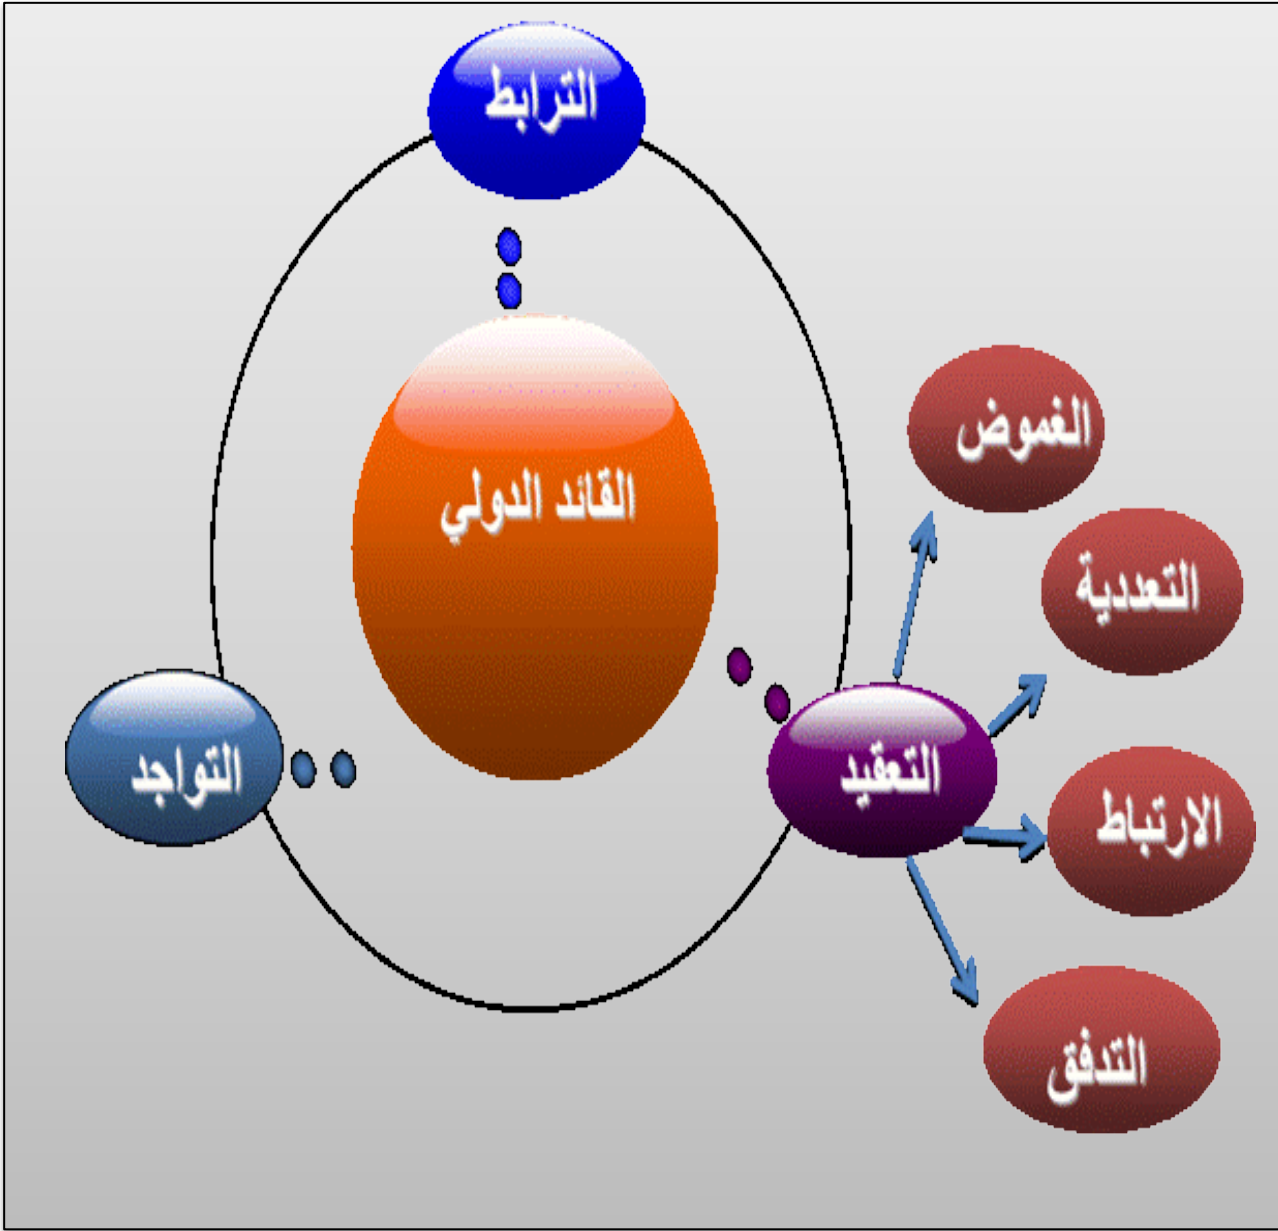 الترابط
القائد الدولي
التواجد
التعقيد
الغموض
التعددية
الارتباط
التدفق